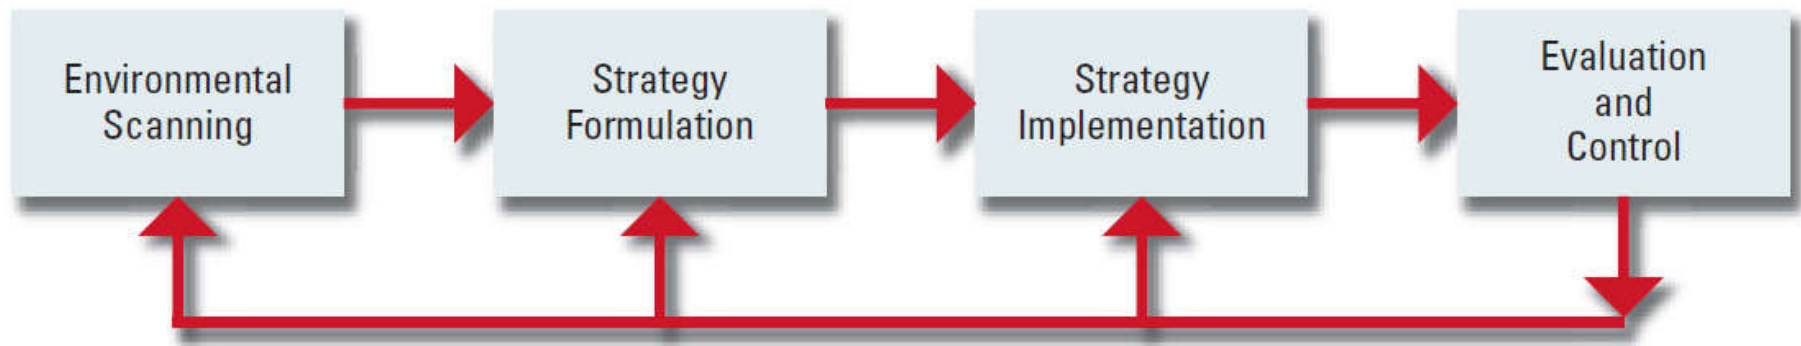 Environmental
Scanning
Strategy
Formulation
Strategy
Implementation
Evaluation
and
Control